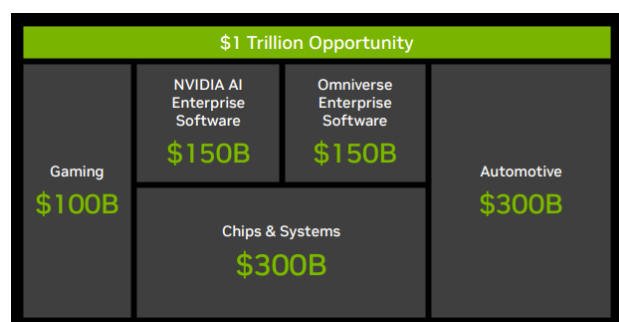 $1 Trillion Opportunity
Gaming
$100B
NVIDIA AI
Enterprise
Software
$150B
Omniverse
Enterprise
Software
$150B
Chips & Systems
$300B
Automotive
$300B